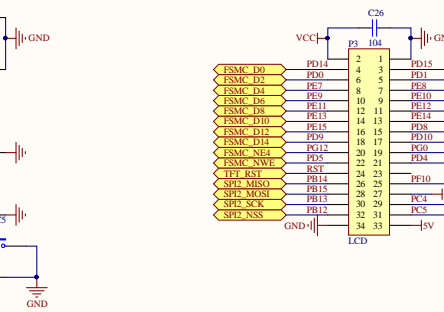 C26
GND
VCC
GN
P3
104
2 1
FSMC_D0 PD14 4 3 PD15
FSMC_D2 PD0 6 5 PD1
FSMC_D4 PE7 8 7 PE8
FSMC_D6 PE9 10 9 PE10
FSMC_D8 PE11 12 11 PE12
FSMC_D10 PE13 14 13 PE14
FSMC_D12 PE15 16 15 PD8
FSMC_D14 PD9 18 17 PD10
FSMC_NE4 PG12 20 19 PG0
FSMC_NWE PD5 22 21 PD4
TFT_RST RST 24 23
SPI2_MISO PB14 26 25 PF10
SPI2_MOSI PB15 28 27
SPI2_SCK PB13 30 29 PC4
SPI2_NSS PB12 32 31 PC5
GND 34 33 5V
LCD
GND